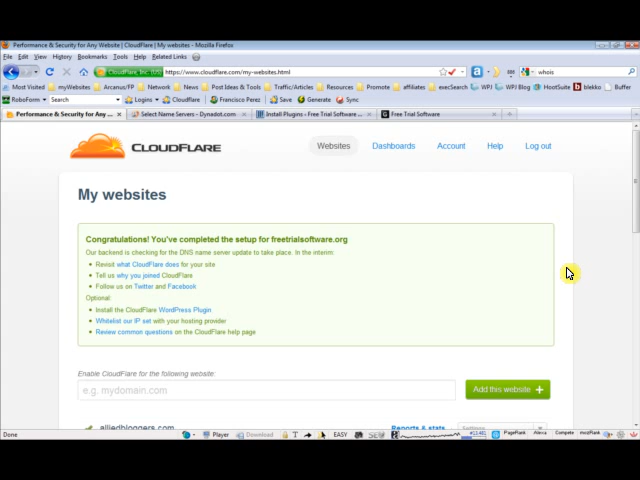 Performance & Security for Any Website | CloudFlare | My websites - Mozilla Firefox
File Edit View History Bookmarks Tools Help Related Links
CloudFlare, Inc. (US) https://www.cloudflare.com/my-websites.html whois
Most Visited myWebsites Arcanus/FP Network News Post Ideas & Tools Traffic/Articles Resources Promote affiliates execSearch WPJ WPJ Blog HootSuite blekko Buffer
RoboForm Search Logins Cloudflare Francisco Perez Save Generate Sync
Performance & Security for Any ... Select Name Servers - Dynadot.com Install Plugins - Free Trial Software ... Free Trial Software
CLOUDFLARE Websites Dashboards Account Help Log out
My websites
Congratulations! You've completed the setup for freetrialsoftware.org
Our backend is checking for the DNS name server update to take place. In the interim:
Revisit what CloudFlare does for your site
Tell us why you joined CloudFlare
Follow us on Twitter and Facebook
Optional:
Install the CloudFlare WordPress Plugin
Whitelist our IP set with your hosting provider
Review common questions on the CloudFlare help page
Enable CloudFlare for the following website:
e.g. mydomain.com Add this website +
alliedbloggers.com Reports & stats Settings
Done Player Download T EASY SEO #11481 PageRank Alexa Compete mozRank